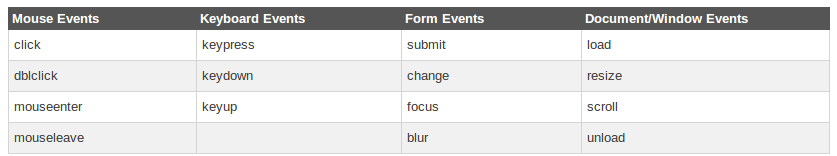 Mouse Events Keyboard Events Form Events Document/Window Events
click keypress submit load
dblclick keydown change resize
mouseenter keyup focus scroll
mouseleave blur unload